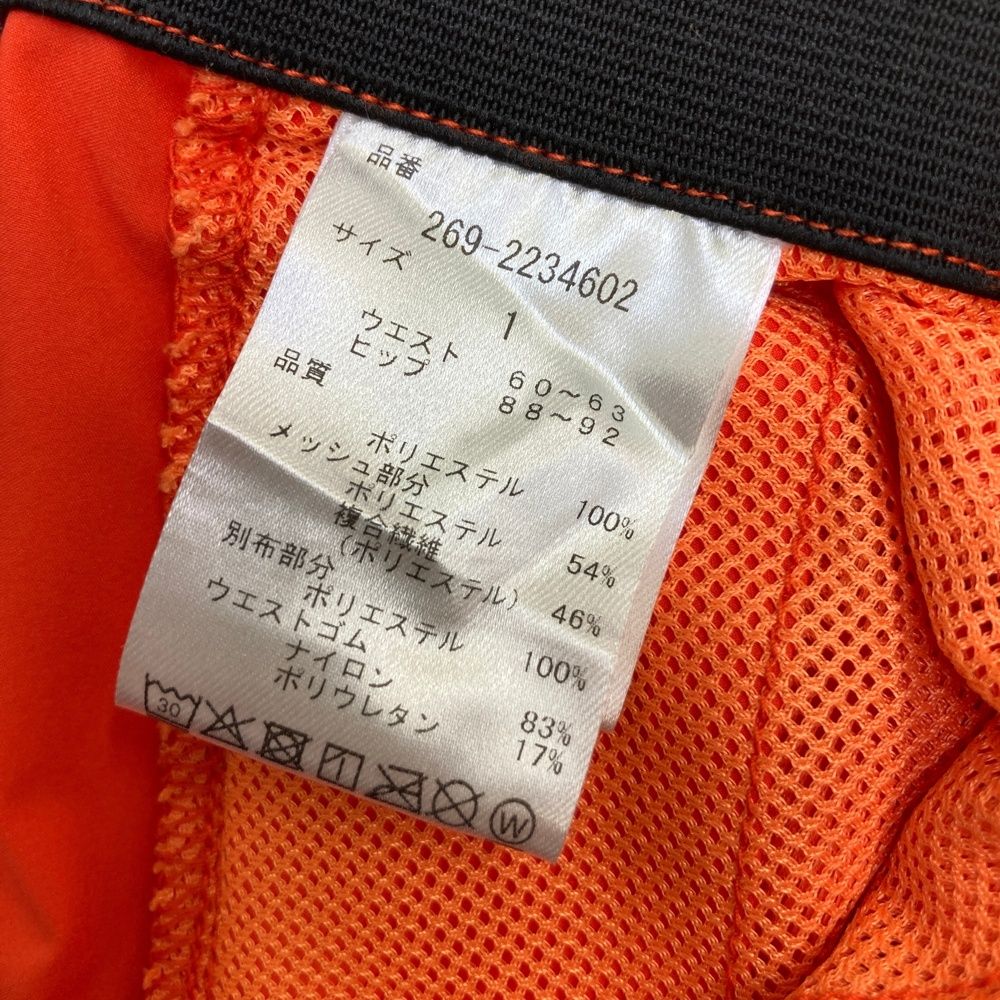 品番
269-2234602
サイズ
1
ウエスト 60～63
ヒップ 88～92
品質
ポリエステル 100%
メッシュ部分
ポリエステル 54%
複合繊維
(ポリエステル) 46%
別布部分
ポリエステル 100%
ウエストゴム
ナイロン 83%
ポリウレタン 17%
30 W